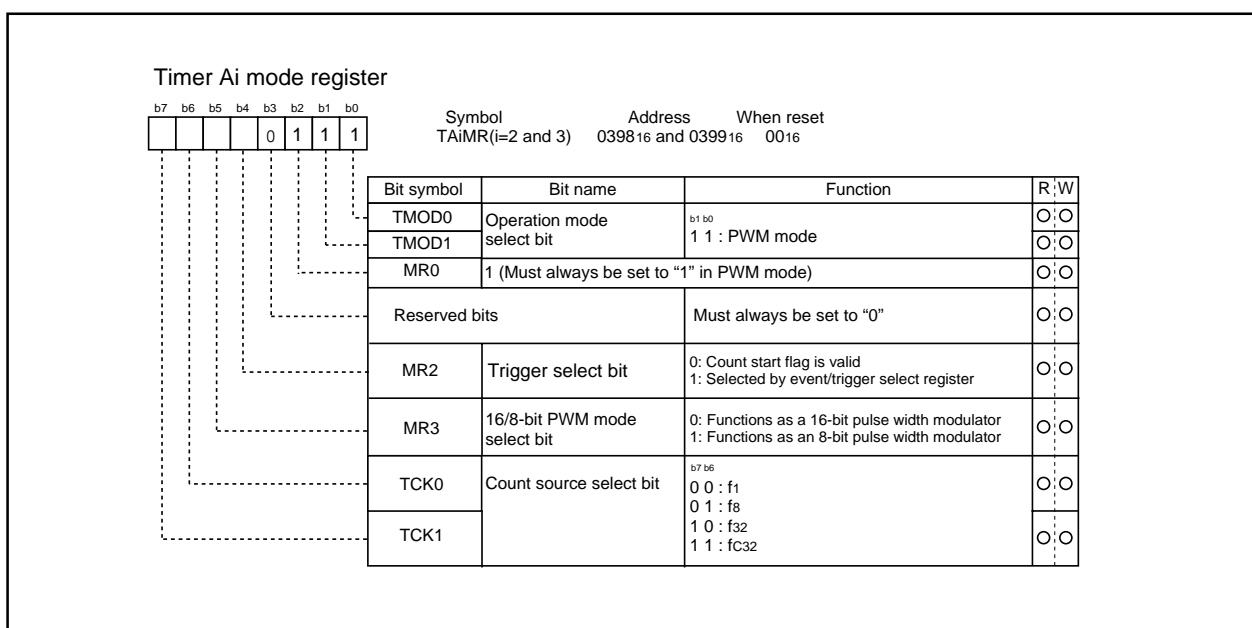 Timer Ai mode register
b7 b6 b5 b4 b3 b2 b1 b0
0 1 1 1
Symbol Address When reset
TAiMR(i=2 and 3) 039816 and 039916 0016
Bit symbol Bit name Function R W
TMOD0 Operation mode select bit b1 b0
TMOD1 1 1 : PWM mode
MR0 1 (Must always be set to “1” in PWM mode)
Reserved bits Must always be set to “0”
MR2 Trigger select bit 0: Count start flag is valid
1: Selected by event/trigger select register
MR3 16/8-bit PWM mode select bit 0: Functions as a 16-bit pulse width modulator
1: Functions as an 8-bit pulse width modulator
TCK0 Count source select bit b7 b6
0 0 : f1
0 1 : f8
TCK1 1 0 : f32
1 1 : fC32